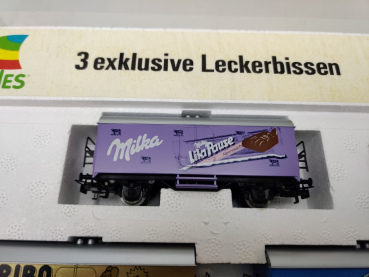 3 exklusive Leckerbissen
Milka
Lila Pause